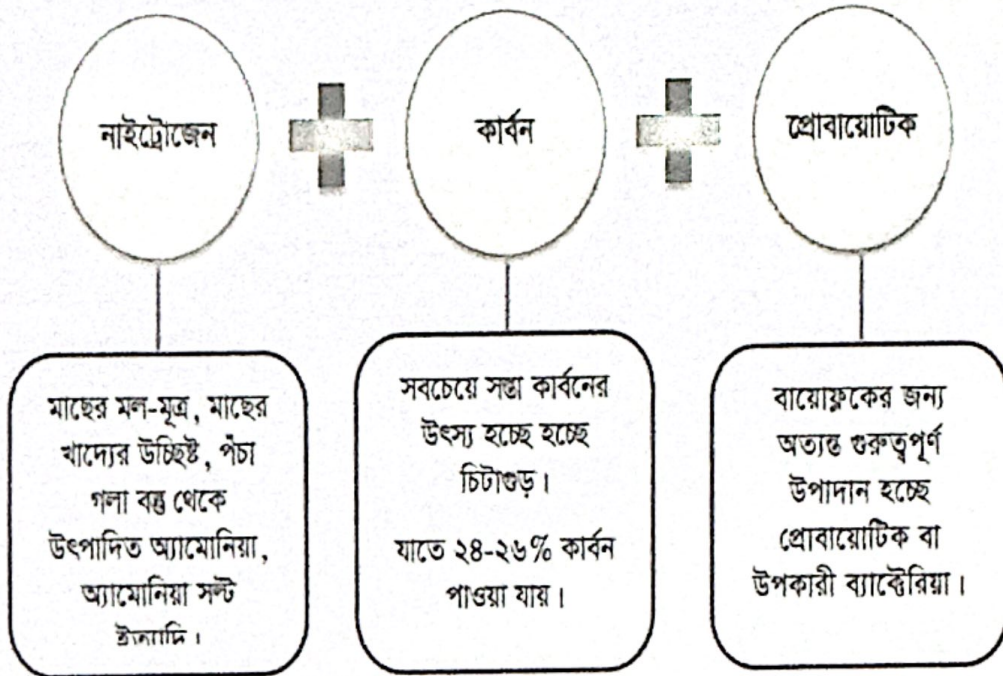 নাইট্রোজেন
কার্বন
প্রোবায়োটিক
মাছের মল-মূত্র, মাছের
খাদ্যের উচ্ছিষ্ট, পঁচা
গলা বস্তু থেকে
উৎপাদিত অ্যামোনিয়া,
অ্যামোনিয়া সল্ট
ইত্যাদি।
সবচেয়ে সস্তা কার্বনের
উৎস্য হচ্ছে হচ্ছে
চিটাগুড়।
যাতে ২৪-২৬% কার্বন
পাওয়া যায়।
বায়োফ্লকের জন্য
অত্যন্ত গুরুত্বপূর্ণ
উপাদান হচ্ছে
প্রোবায়োটিক বা
উপকারী ব্যাক্টেরিয়া।